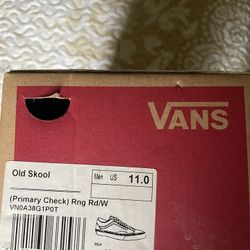 VANS
Old Skool
Men US 11.0
(Primary Check) Rng Rd/W
VN0A38G1P0T